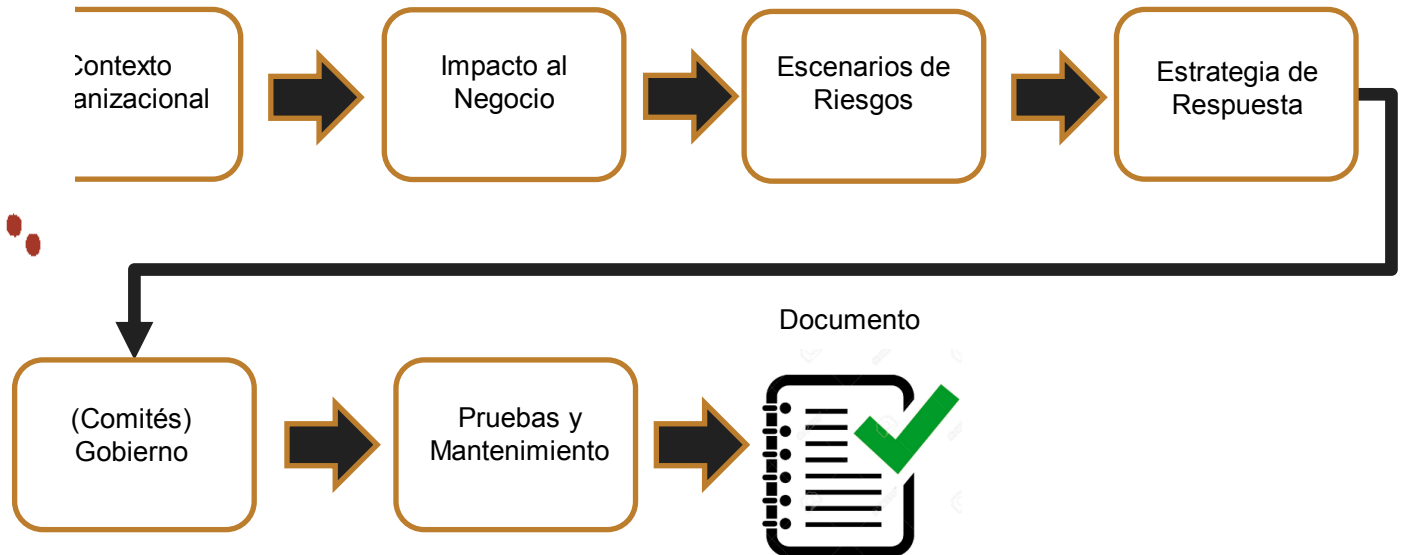 Contexto
anizacional
Impacto al
Negocio
Escenarios de
Riesgos
Estrategia de
Respuesta
Documento
(Comités)
Gobierno
Pruebas y
Mantenimiento